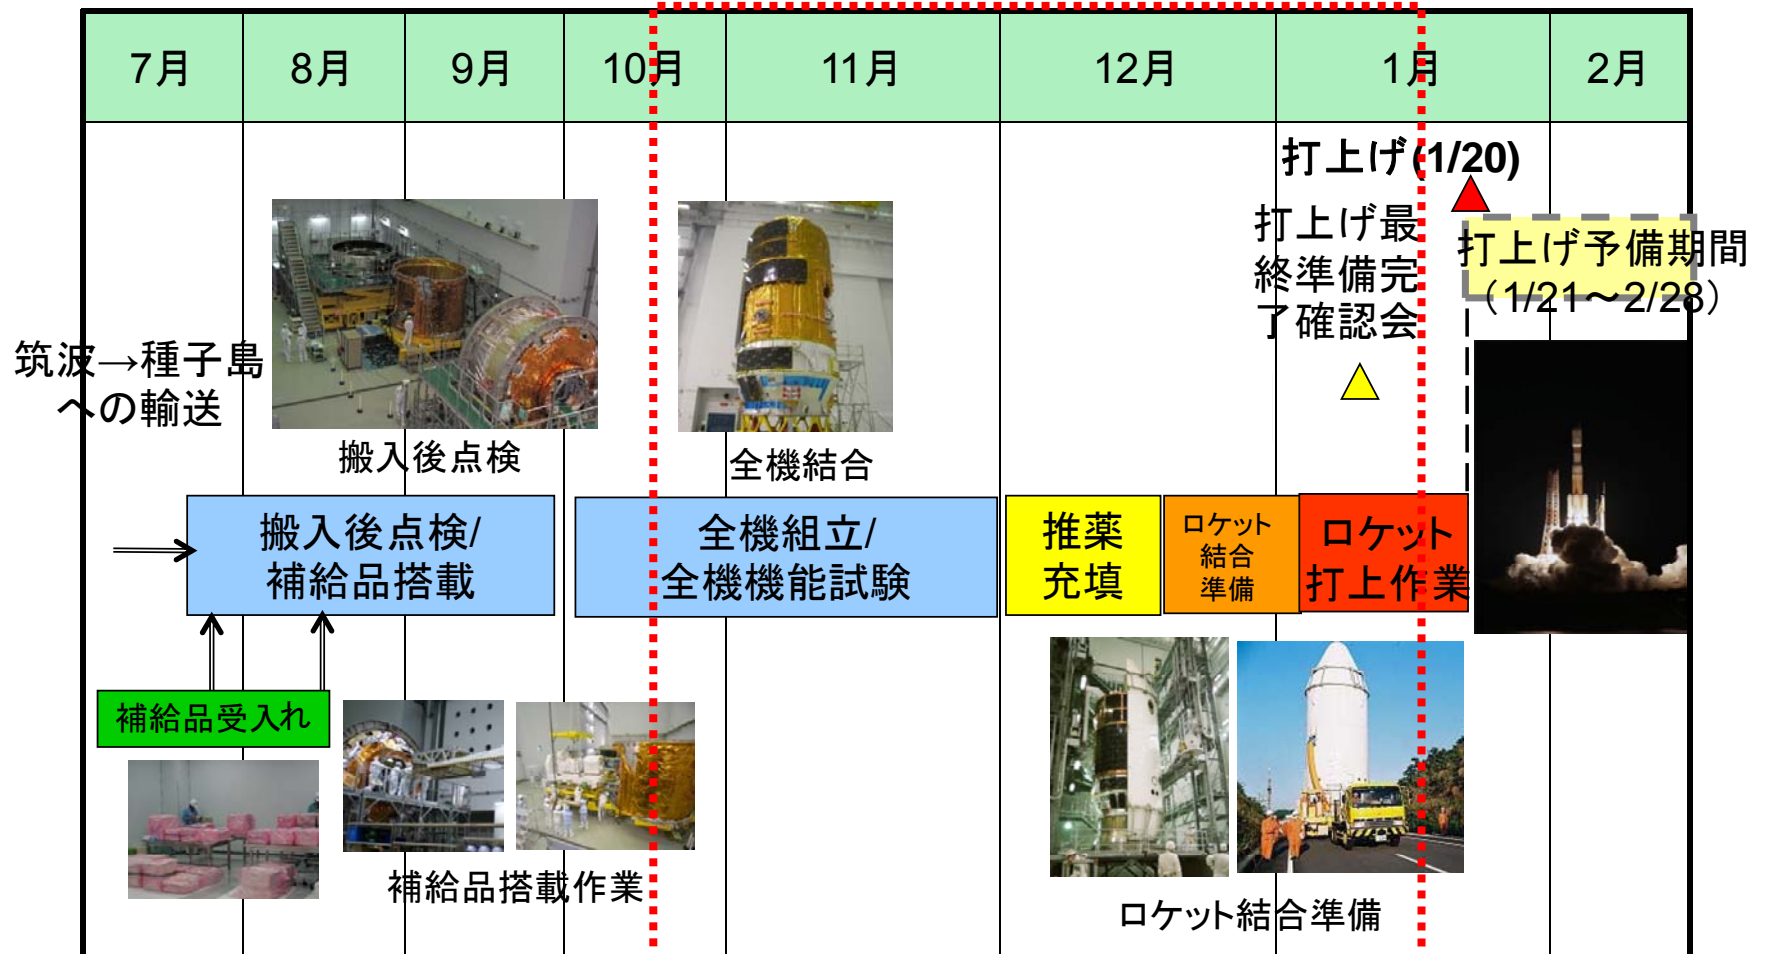 7月
8月
9月
10月
11月
12月
1月
2月
打上げ(1/20)
打上げ最
終準備完
了確認会
打上げ予備期間
（1/21～2/28）
筑波→種子島
への輸送
搬入後点検
全機結合
搬入後点検/
補給品搭載
全機組立/
全機機能試験
推薬
充填
ロケット
結合
準備
ロケット
打上作業
補給品受入れ
補給品搭載作業
ロケット結合準備